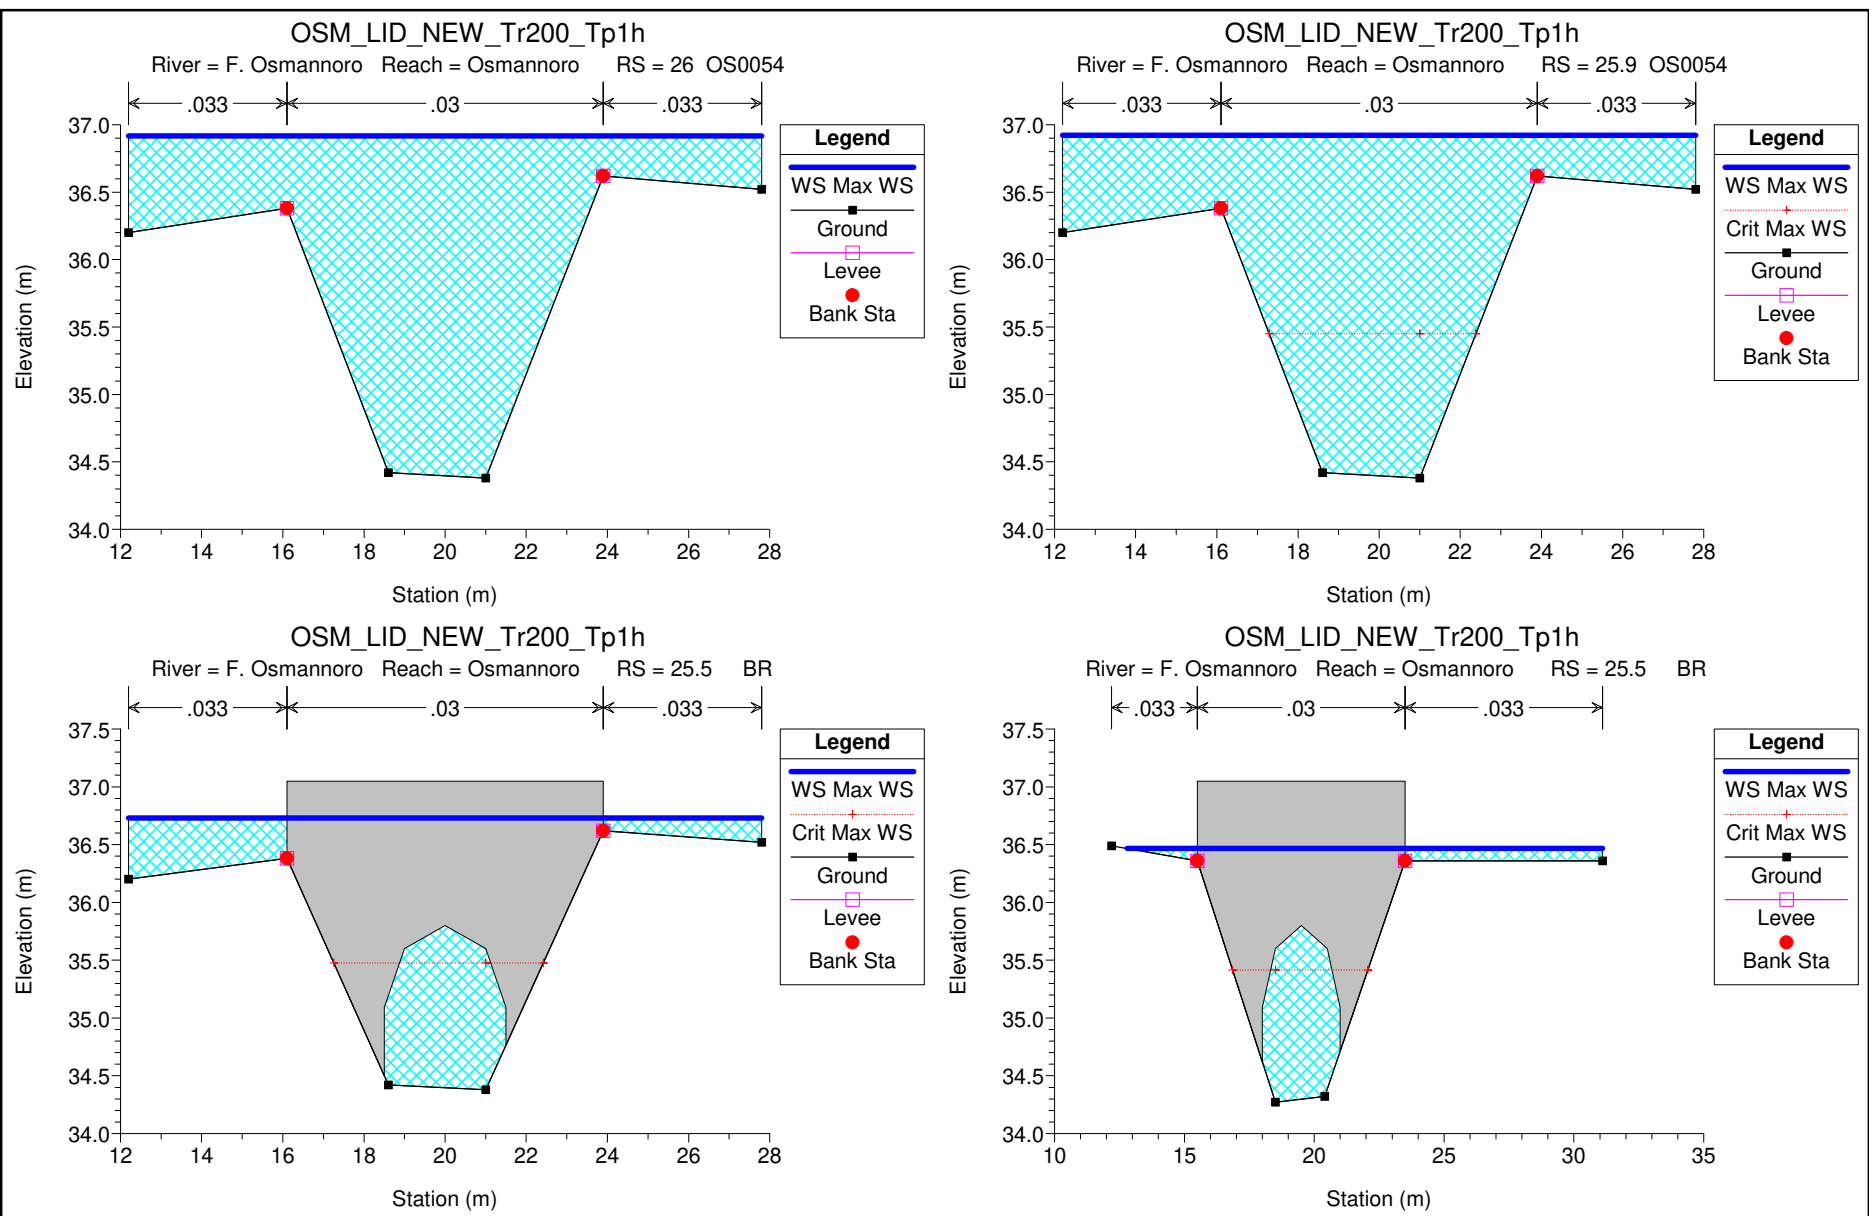 OSM_LID_NEW_Tr200_Tp1h
River = F. Osmannoro Reach = Osmannoro RS = 26 OS0054
.033 .03 .033
37.0
36.5
36.0
35.5
35.0
34.5
34.0
Elevation (m)
12 14 16 18 20 22 24 26 28
Station (m)
Legend
WS Max WS
Ground
Levee
Bank Sta
OSM_LID_NEW_Tr200_Tp1h
River = F. Osmannoro Reach = Osmannoro RS = 25.9 OS0054
.033 .03 .033
37.0
36.5
36.0
35.5
35.0
34.5
34.0
Elevation (m)
12 14 16 18 20 22 24 26 28
Station (m)
Legend
WS Max WS
Crit Max WS
Ground
Levee
Bank Sta
OSM_LID_NEW_Tr200_Tp1h
River = F. Osmannoro Reach = Osmannoro RS = 25.5 BR
.033 .03 .033
37.5
37.0
36.5
36.0
35.5
35.0
34.5
34.0
Elevation (m)
12 14 16 18 20 22 24 26 28
Station (m)
Legend
WS Max WS
Crit Max WS
Ground
Levee
Bank Sta
OSM_LID_NEW_Tr200_Tp1h
River = F. Osmannoro Reach = Osmannoro RS = 25.5 BR
.033 .03 .033
37.5
37.0
36.5
36.0
35.5
35.0
34.5
34.0
Elevation (m)
10 15 20 25 30 35
Station (m)
Legend
WS Max WS
Crit Max WS
Ground
Levee
Bank Sta